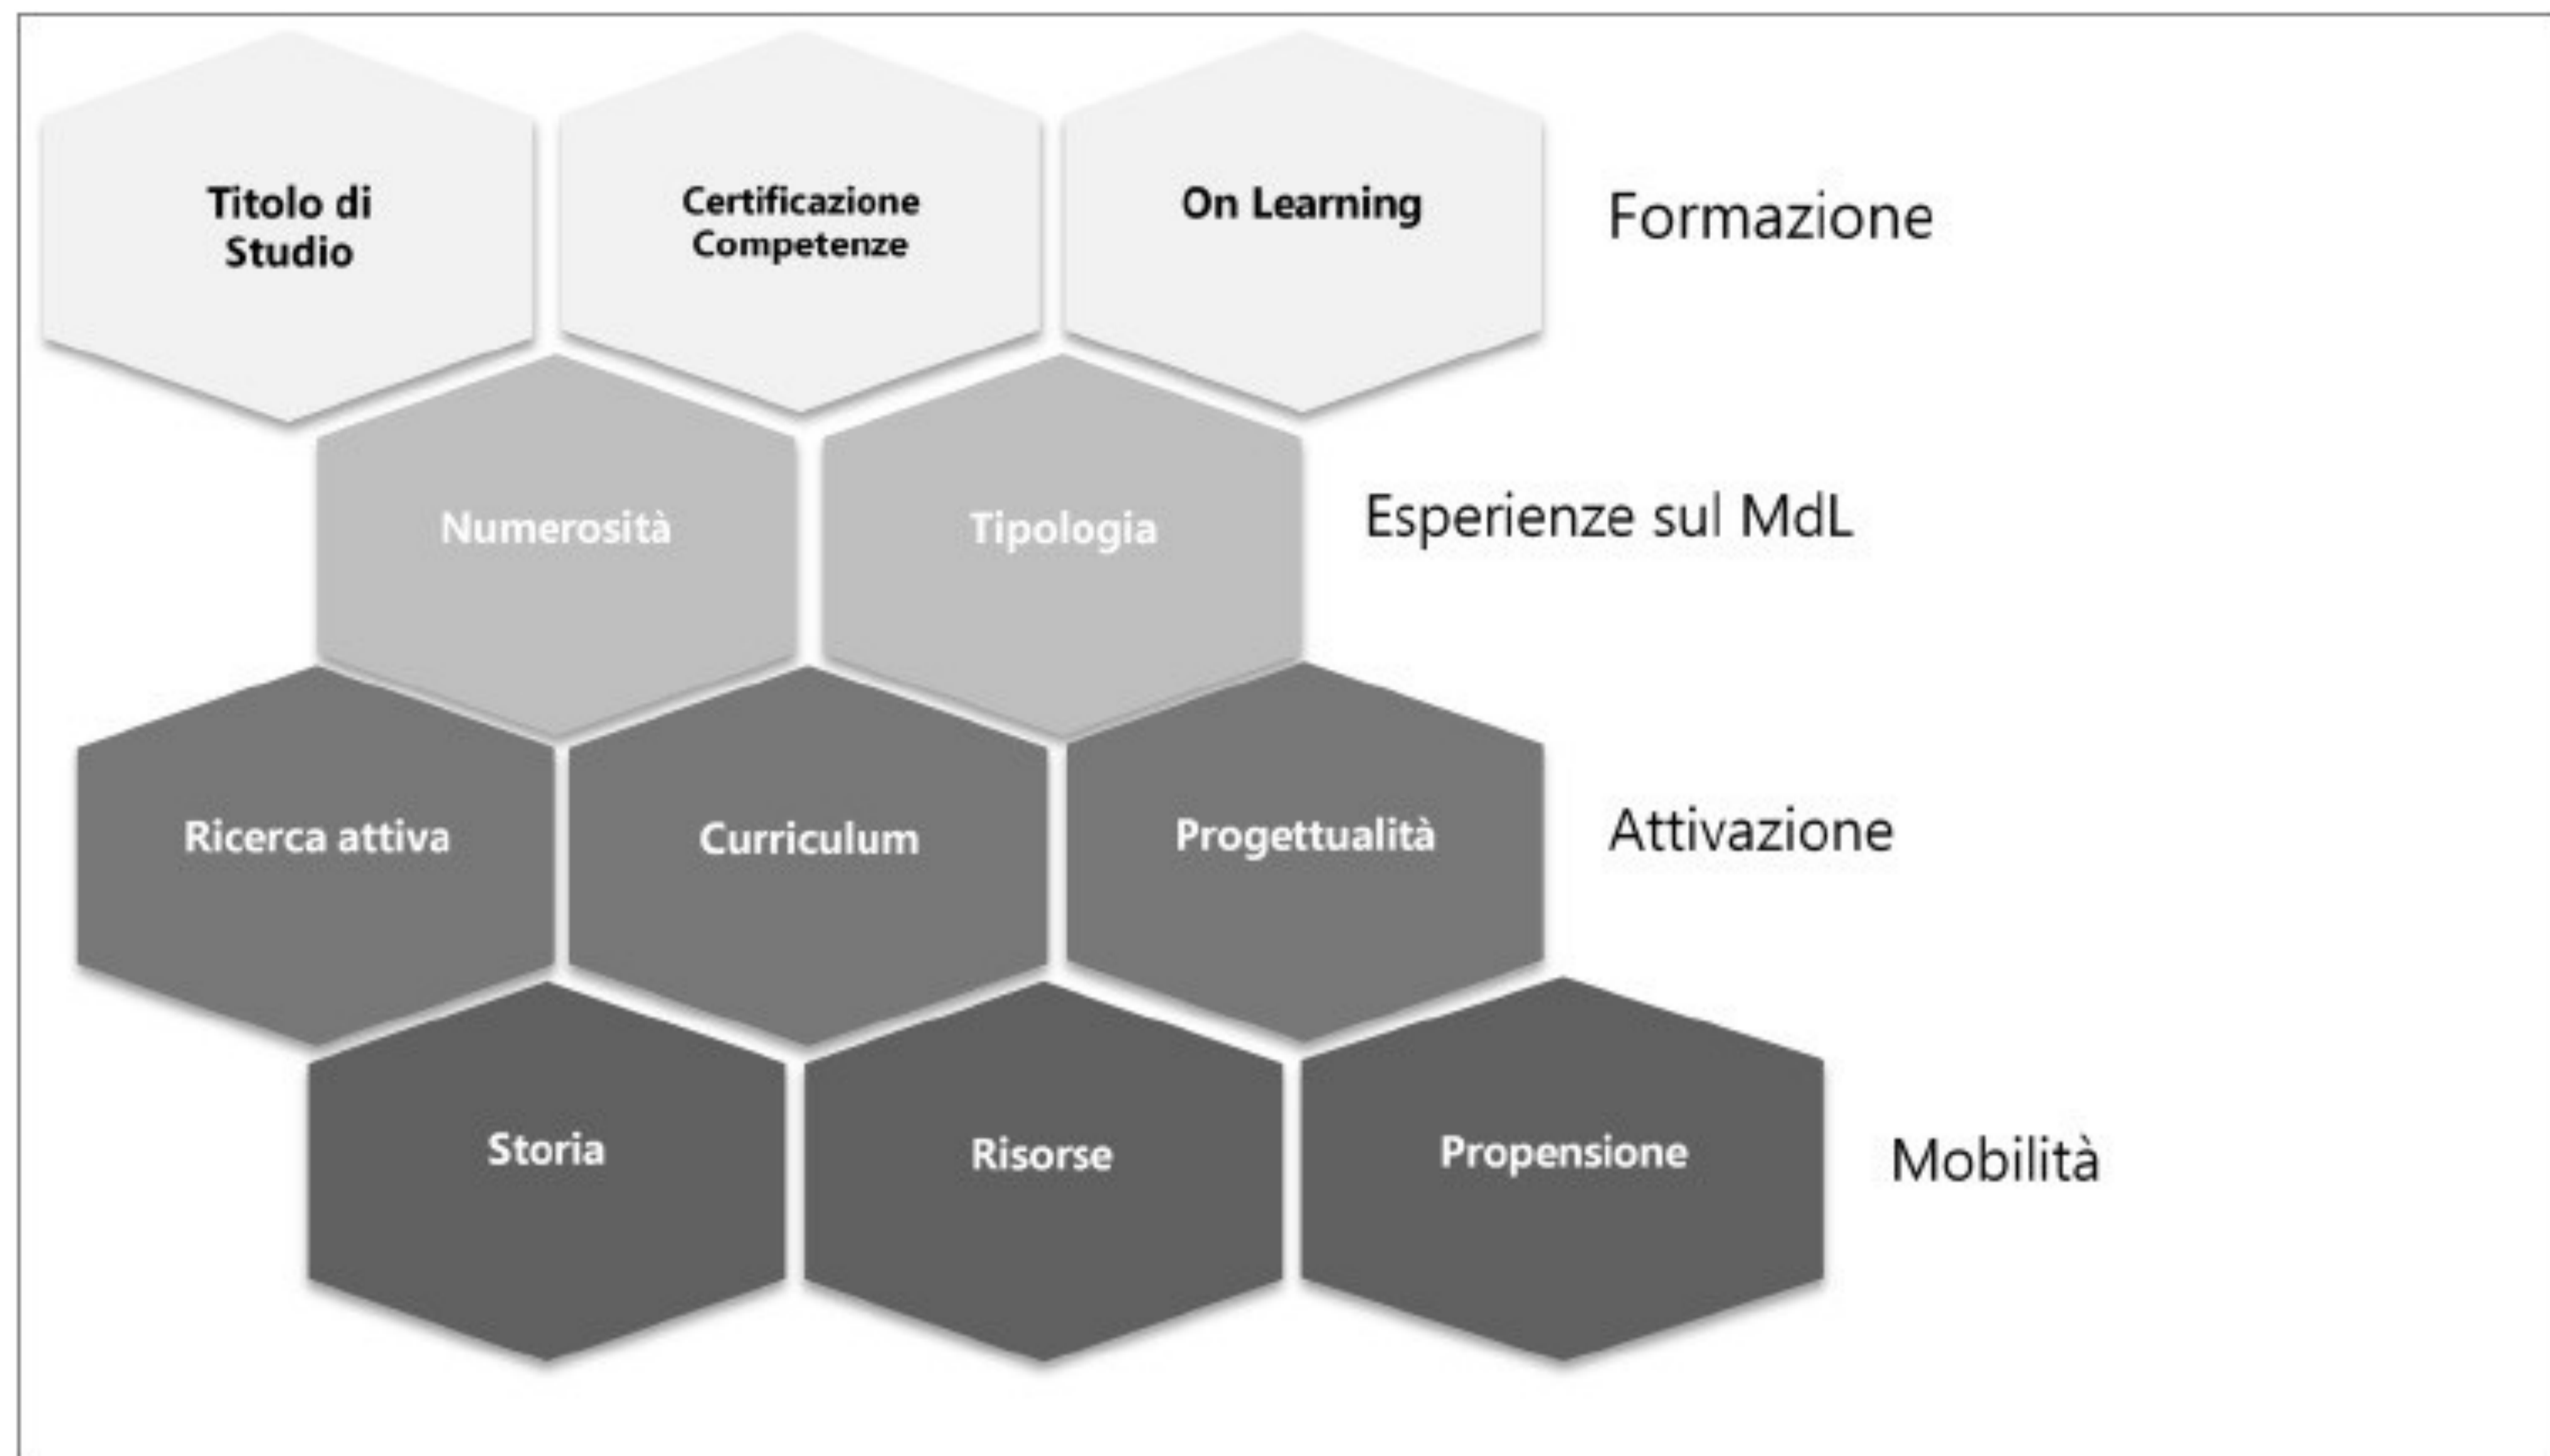 Titolo di
Studio
Certificazione
Competenze
On Learning
Formazione
Numerosità
Tipologia
Esperienze sul MdL
Ricerca attiva
Curriculum
Progettualità
Attivazione
Storia
Risorse
Propensione
Mobilità